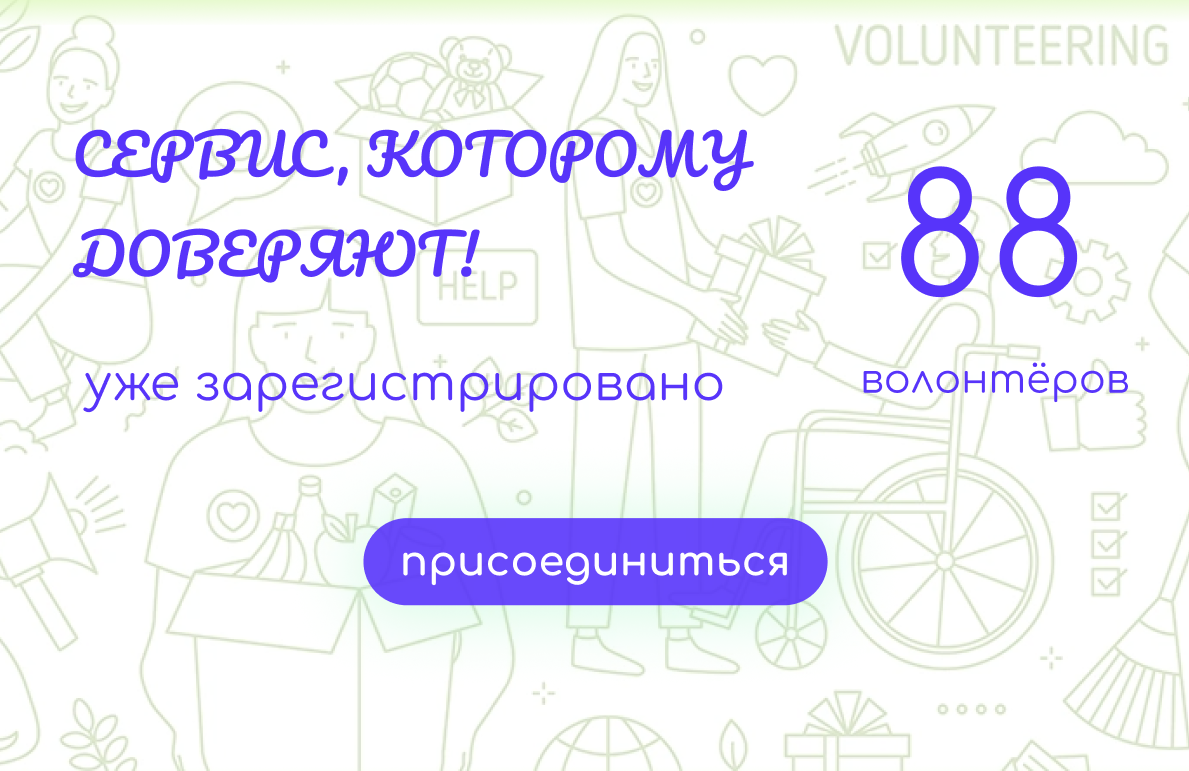 VOLUNTEERING
СЕРВИС, КОТОРОМУ
ДОВЕРЯЮТ!
88
HELP
уже зарегистрировано
волонтёров
присоединиться